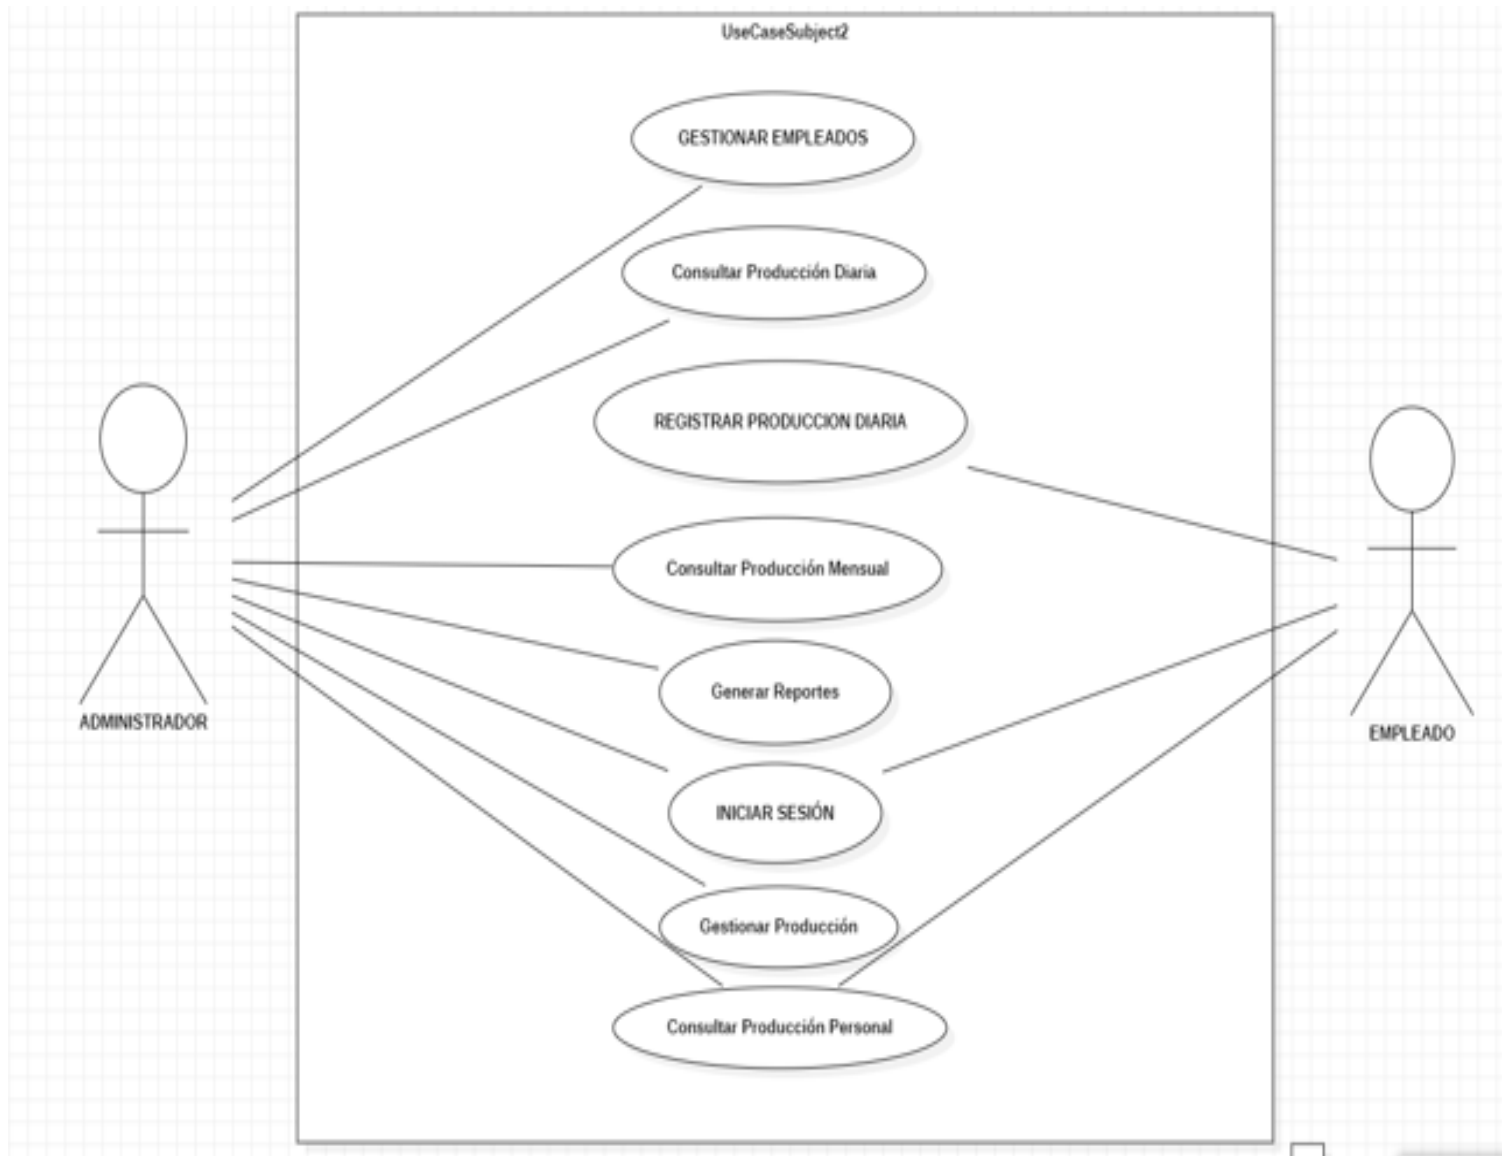 UseCaseSubject2
GESTIONAR EMPLEADOS
Consultar Producción Diaria
REGISTRAR PRODUCCION DIARIA
Consultar Producción Mensual
Generar Reportes
ADMINISTRADOR
EMPLEADO
INICIAR SESIÓN
Gestionar Producción
Consultar Producción Personal